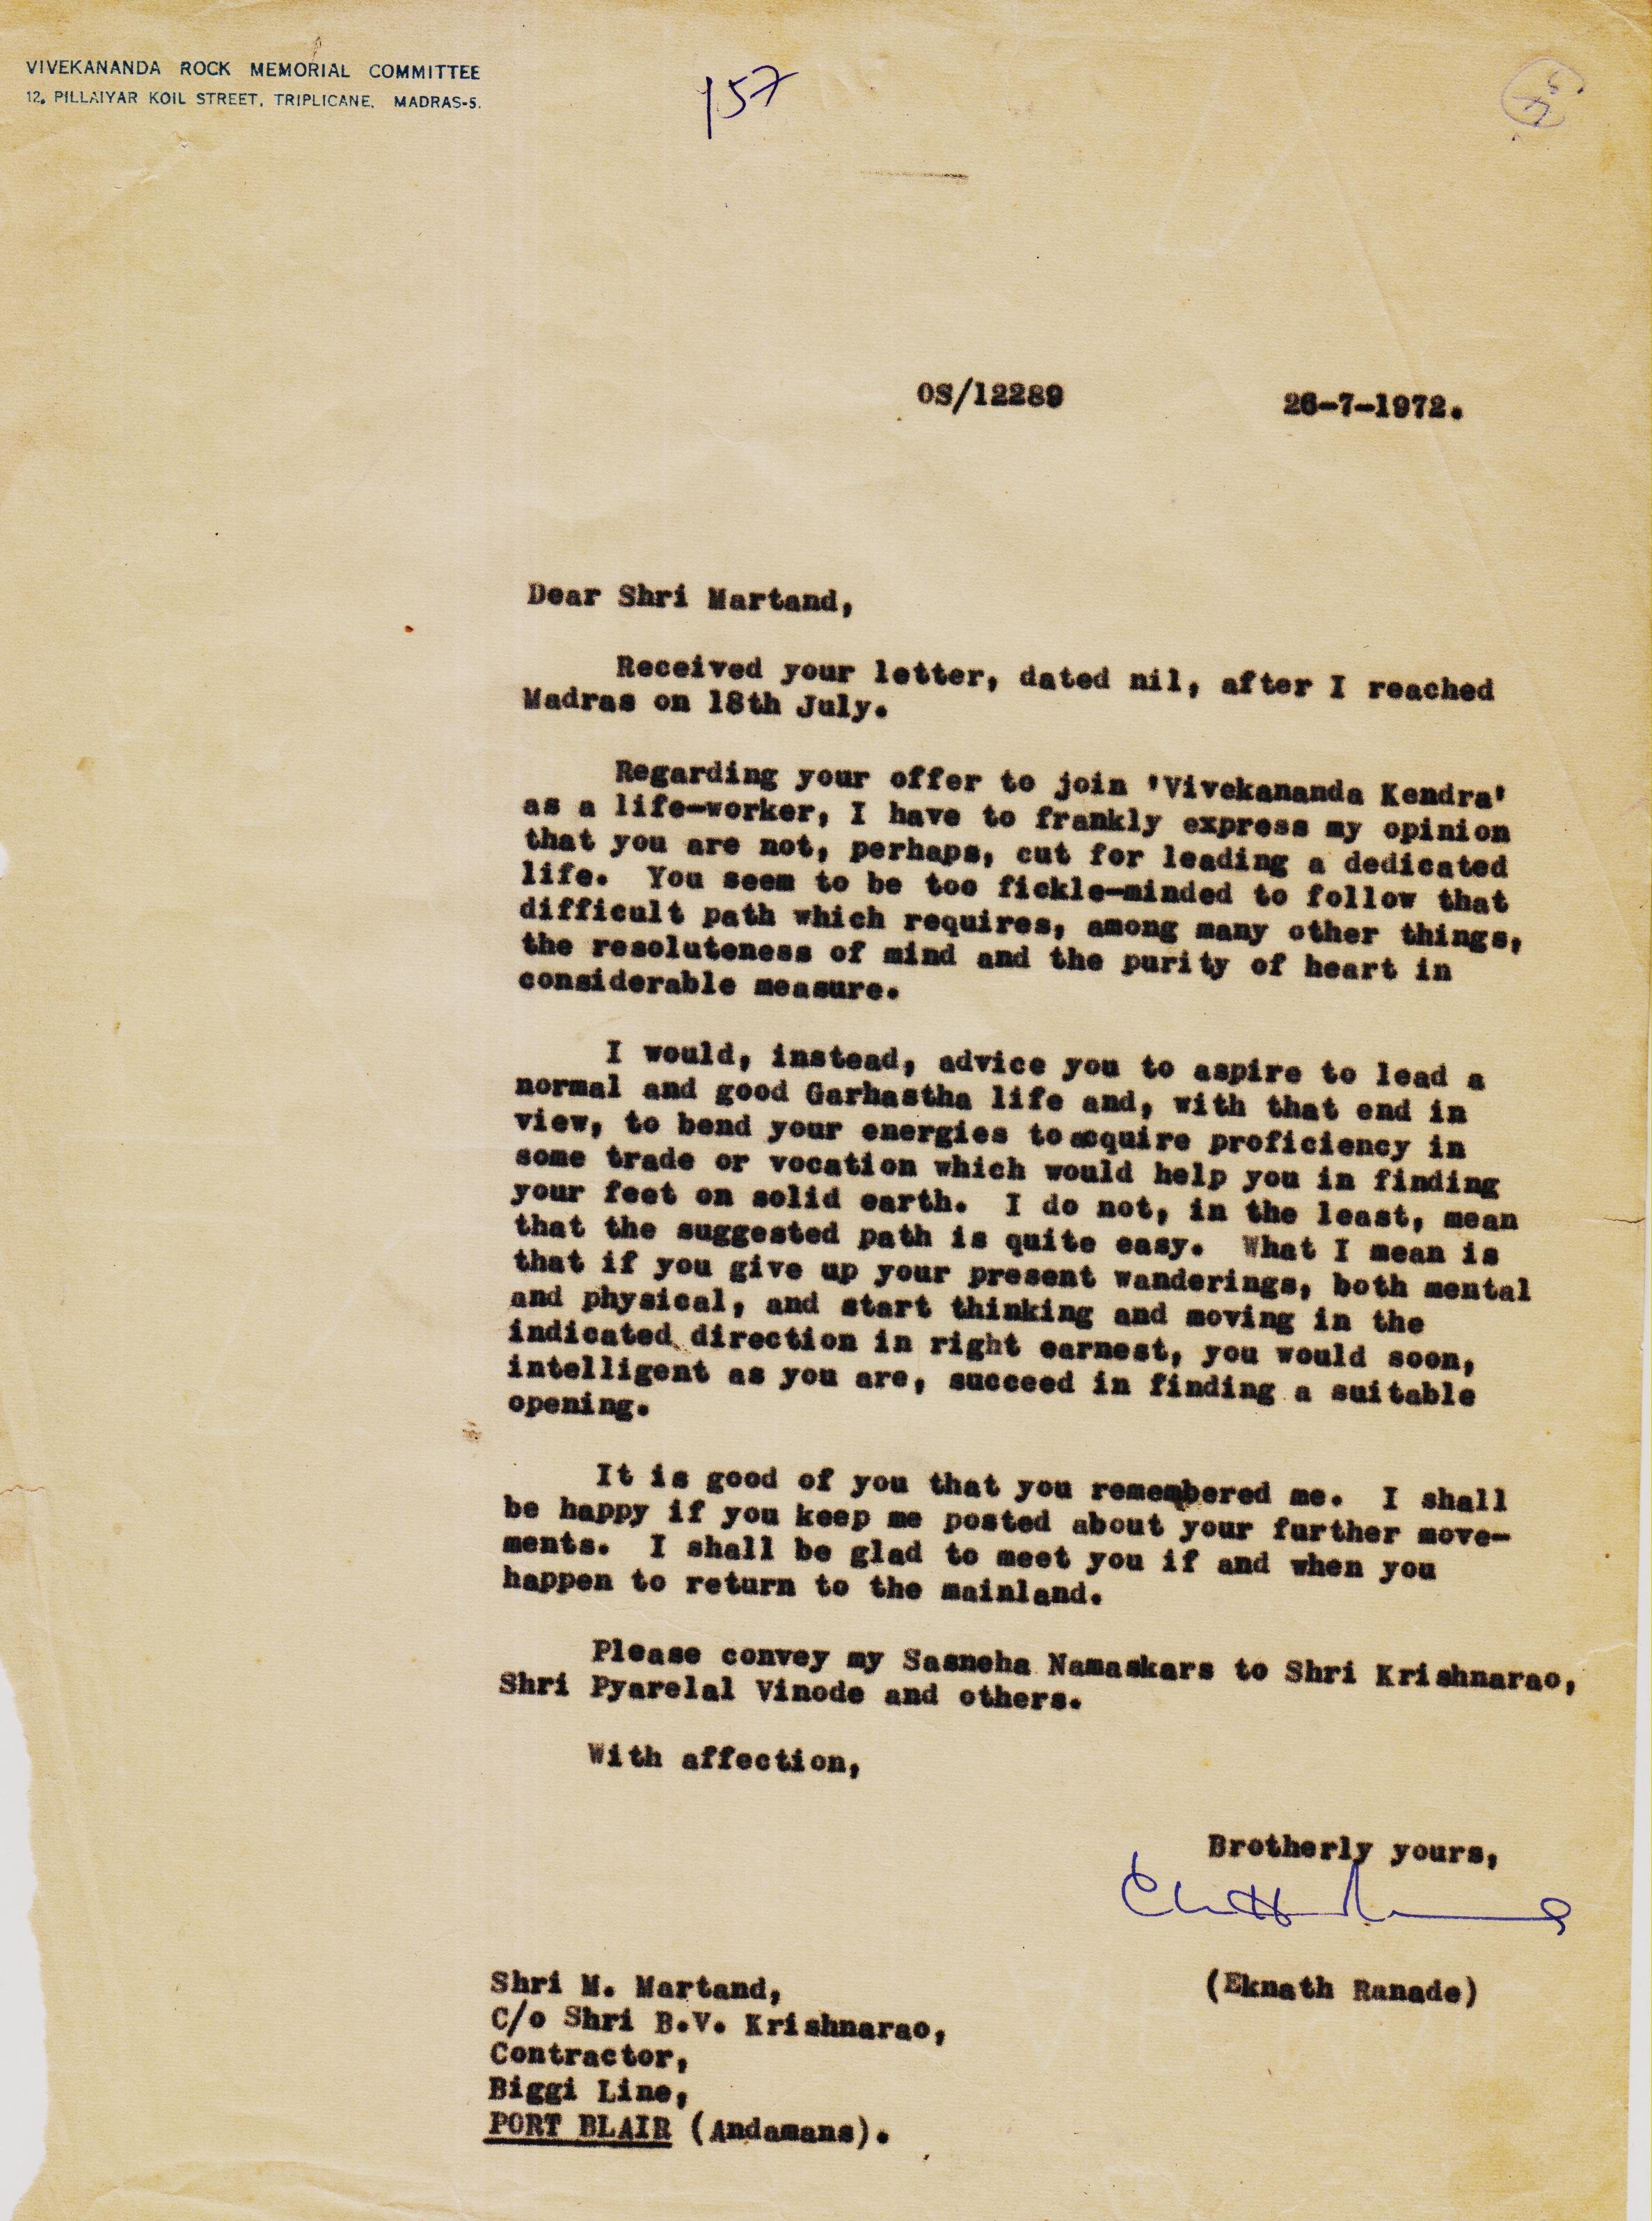 VIVEKANANDA ROCK MEMORIAL COMMITTEE
12, PILLAIYAR KOIL STREET, TRIPLICANE, MADRAS-5.
157
OS/12289 26-7-1972.
Dear Shri Martand,
Received your letter, dated nil, after I reached
Madras on 18th July.
Regarding your offer to join 'Vivekananda Kendra'
as a life-worker, I have to frankly express my opinion
that you are not, perhaps, cut for leading a dedicated
life. You seem to be too fickle-minded to follow that
difficult path which requires, among many other things,
the resoluteness of mind and the purity of heart in
considerable measure.
I would, instead, advice you to aspire to lead a
normal and good Garhastha life and, with that end in
view, to bend your energies to acquire proficiency in
some trade or vocation which would help you in finding
your feet on solid earth. I do not, in the least, mean
that the suggested path is quite easy. What I mean is
that if you give up your present wanderings, both mental
and physical, and start thinking and moving in the
indicated direction in right earnest, you would soon,
intelligent as you are, succeed in finding a suitable
opening.
It is good of you that you remembered me. I shall
be happy if you keep me posted about your further move-
ments. I shall be glad to meet you if and when you
happen to return to the mainland.
Please convey my Sasneha Namaskars to Shri Krishnarao,
Shri Pyarelal Vinode and others.
With affection,
Brotherly yours,
(Eknath Ranade)
Shri M. Martand,
C/o Shri B.V. Krishnarao,
Contractor,
Biggi Line,
PORT BLAIR (Andamans).